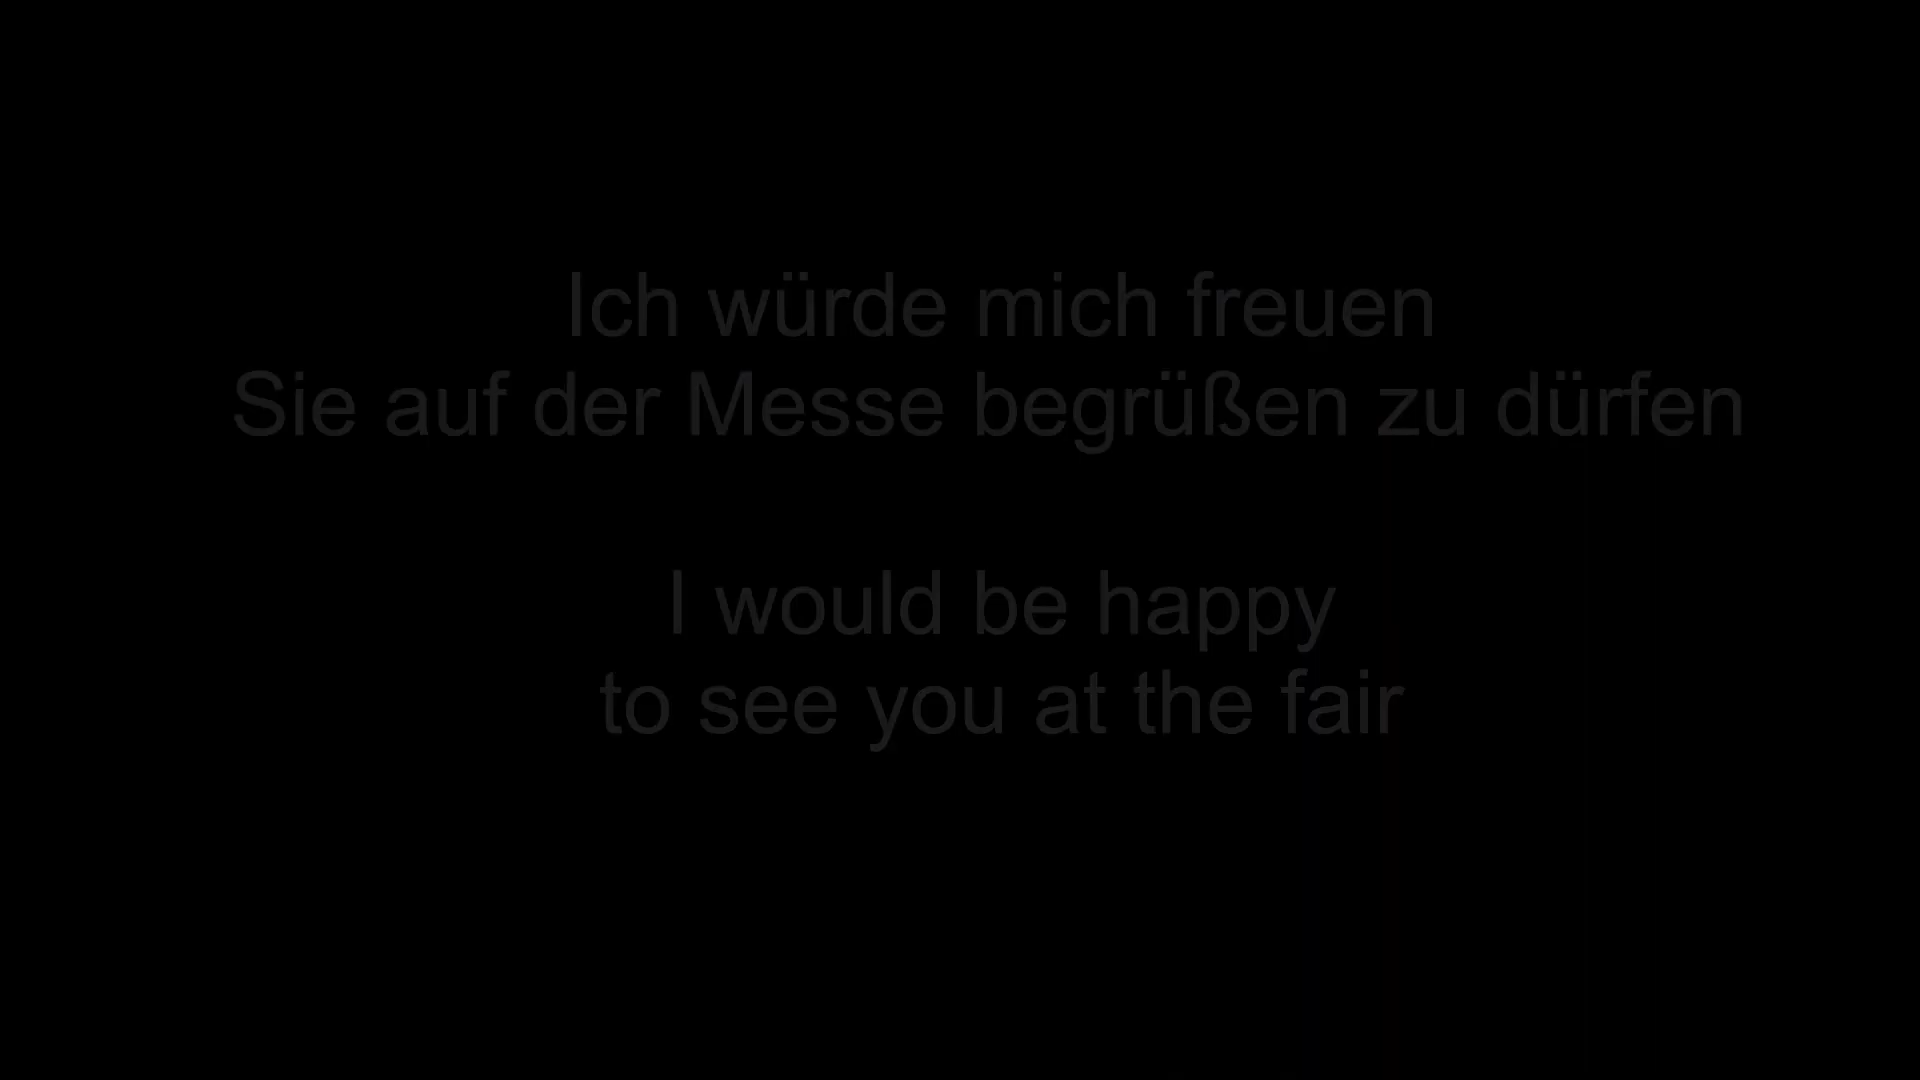 Ich würde mich freuen
Sie auf der Messe begrüßen zu dürfen
I would be happy
to see you at the fair